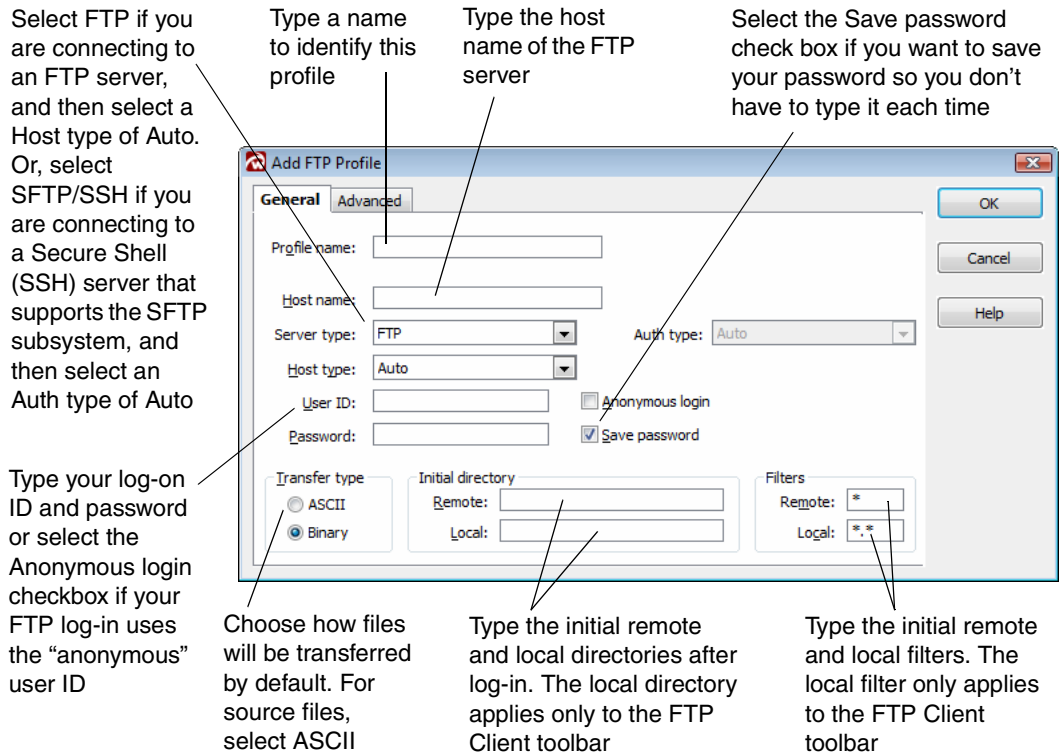 Select FTP if you
are connecting to
an FTP server,
and then select a
Host type of Auto.
Or, select
SFTP/SSH if you
are connecting to
a Secure Shell
(SSH) server that
supports the SFTP
subsystem, and
then select an
Auth type of Auto
Type a name
to identify this
profile
Type the host
name of the FTP
server
Select the Save password
check box if you want to save
your password so you don’t
have to type it each time
Add FTP Profile
General Advanced
OK
Cancel
Help
Profile name:
Host name:
Server type: FTP
Auth type: Auto
Host type: Auto
User ID:
Anonymous login
Password:
Save password
Transfer type
ASCII
Binary
Initial directory
Remote:
Local:
Filters
Remote: *
Local: *.*
Type your log-on
ID and password
or select the
Anonymous login
checkbox if your
FTP log-in uses
the “anonymous”
user ID
Choose how files
will be transferred
by default. For
source files,
select ASCII
Type the initial remote
and local directories after
log-in. The local directory
applies only to the FTP
Client toolbar
Type the initial remote
and local filters. The
local filter only applies
to the FTP Client
toolbar